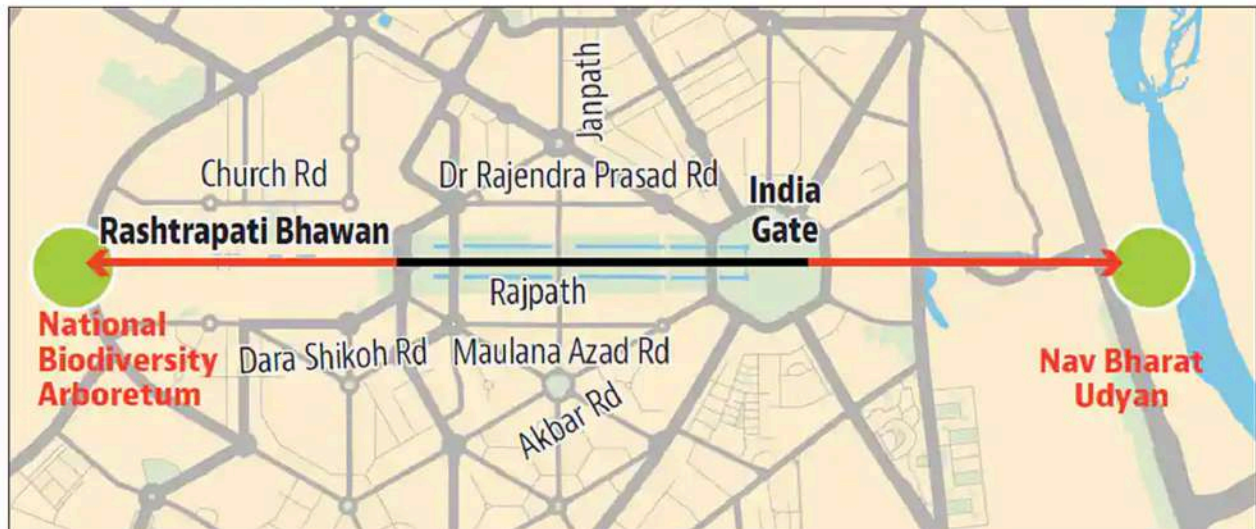 Janpath
Church Rd
Dr Rajendra Prasad Rd
India
Gate
Rashtrapati Bhawan
Rajpath
National
Biodiversity
Arboretum
Dara Shikoh Rd
Maulana Azad Rd
Akbar Rd
Nav Bharat
Udyan